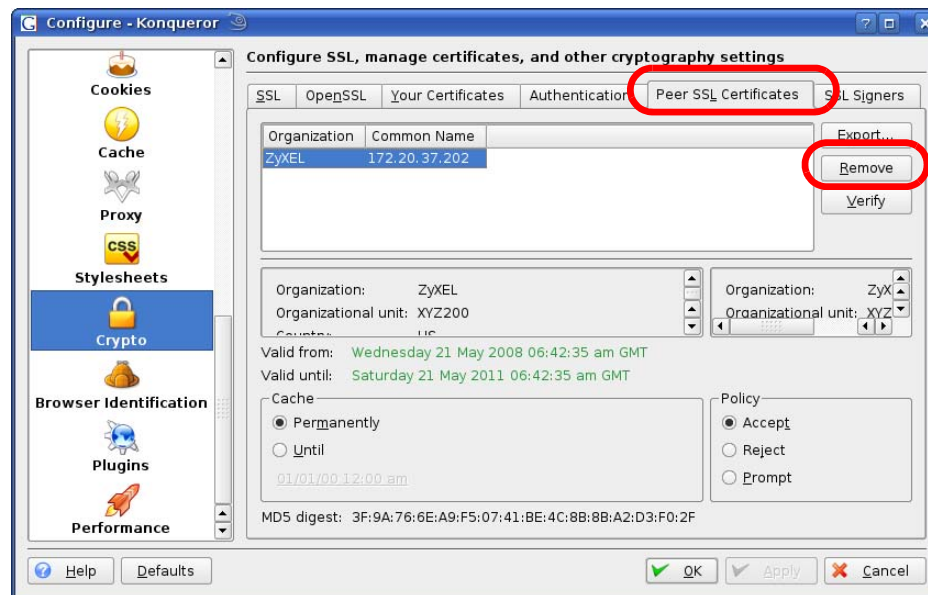 Configure - Konqueror
Configure SSL, manage certificates, and other cryptography settings
Cookies
Cache
Proxy
css
Stylesheets
Crypto
Browser Identification
Plugins
Performance
SSL OpenSSL Your Certificates Authentication Peer SSL Certificates SSL Signers
Organization Common Name
ZyXEL 172.20.37.202
Export...
Remove
Verify
Organization: ZyXEL
Organizational unit: XYZ200
Country: US
Organization: ZyX
Organizational unit: XYZ
Valid from: Wednesday 21 May 2008 06:42:35 am GMT
Valid until: Saturday 21 May 2011 06:42:35 am GMT
Cache
Permanently
Until
01/01/00 12:00 am
Policy
Accept
Reject
Prompt
MD5 digest: 3F:9A:76:6E:A9:F5:07:41:BE:4C:8B:8B:A2:D3:F0:2F
Help Defaults OK Apply Cancel